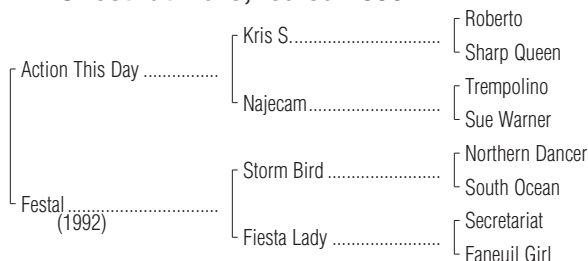 Kris S.
Roberto
Sharp Queen
Action This Day
Najecam
Trempolino
Sue Warner
Storm Bird
Northern Dancer
South Ocean
Festal
(1992)
Fiesta Lady
Secretariat
Faneuil Girl